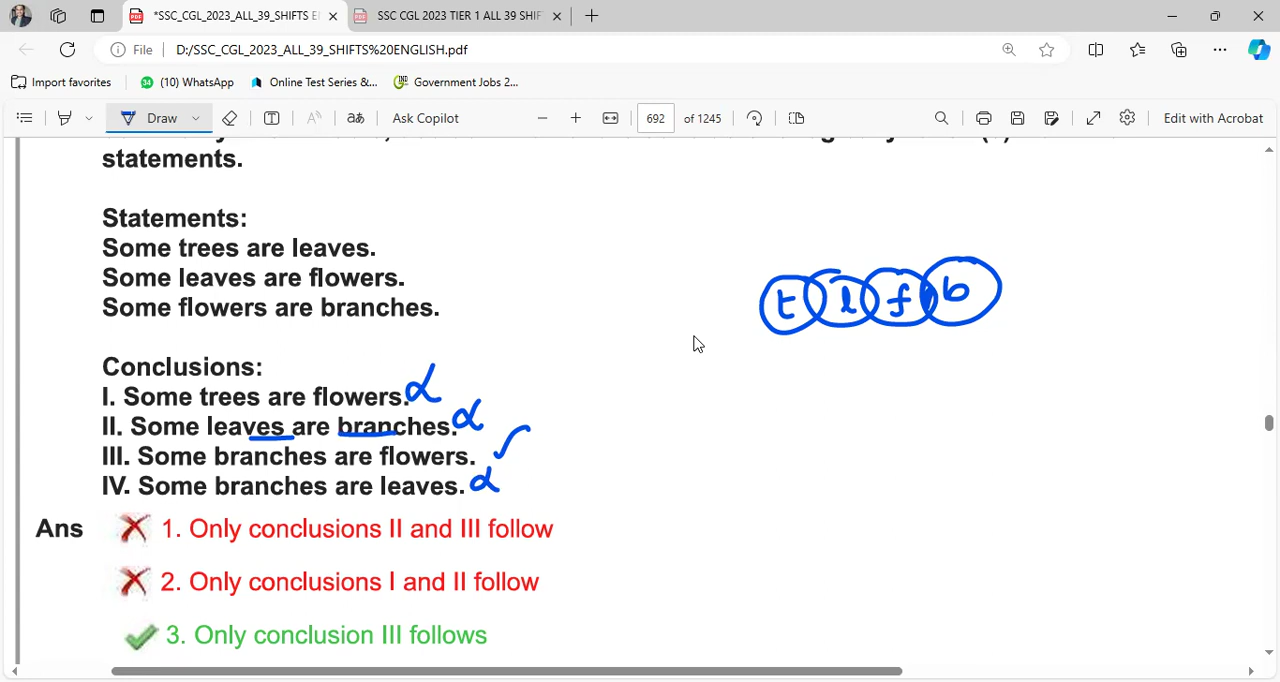 *SSC_CGL_2023_ALL_39_SHIFTS E
SSC CGL 2023 TIER 1 ALL 39 SHIF
File
D:/SSC_CGL_2023_ALL_39_SHIFTS%20ENGLISH.pdf
Import favorites
34
(10) WhatsApp
Online Test Series &...
Government Jobs 2...
Draw
Ask Copilot
692
of 1245
Edit with Acrobat
statements.
Statements:
Some trees are leaves.
Some leaves are flowers.
Some flowers are branches.
t l f b
Conclusions:
I. Some trees are flowers.
II. Some leaves are branches.
III. Some branches are flowers.
IV. Some branches are leaves.
Ans
1. Only conclusions II and III follow
2. Only conclusions I and II follow
3. Only conclusion III follows